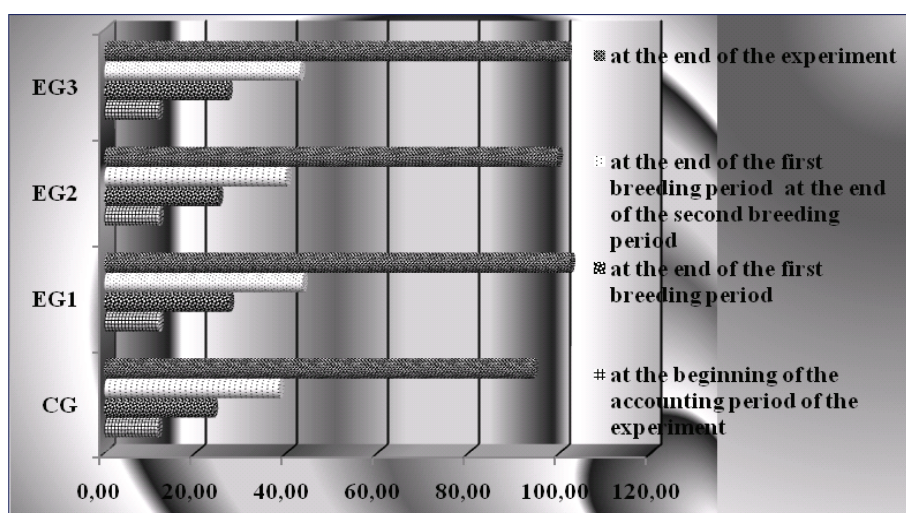 EG3
EG2
EG1
CG
0,00 20,00 40,00 60,00 80,00 100,00 120,00
at the end of the experiment
at the end of the first
breeding period at the end
of the second breeding
period
at the end of the first
breeding period
at the beginning of the
accounting period of the
experiment